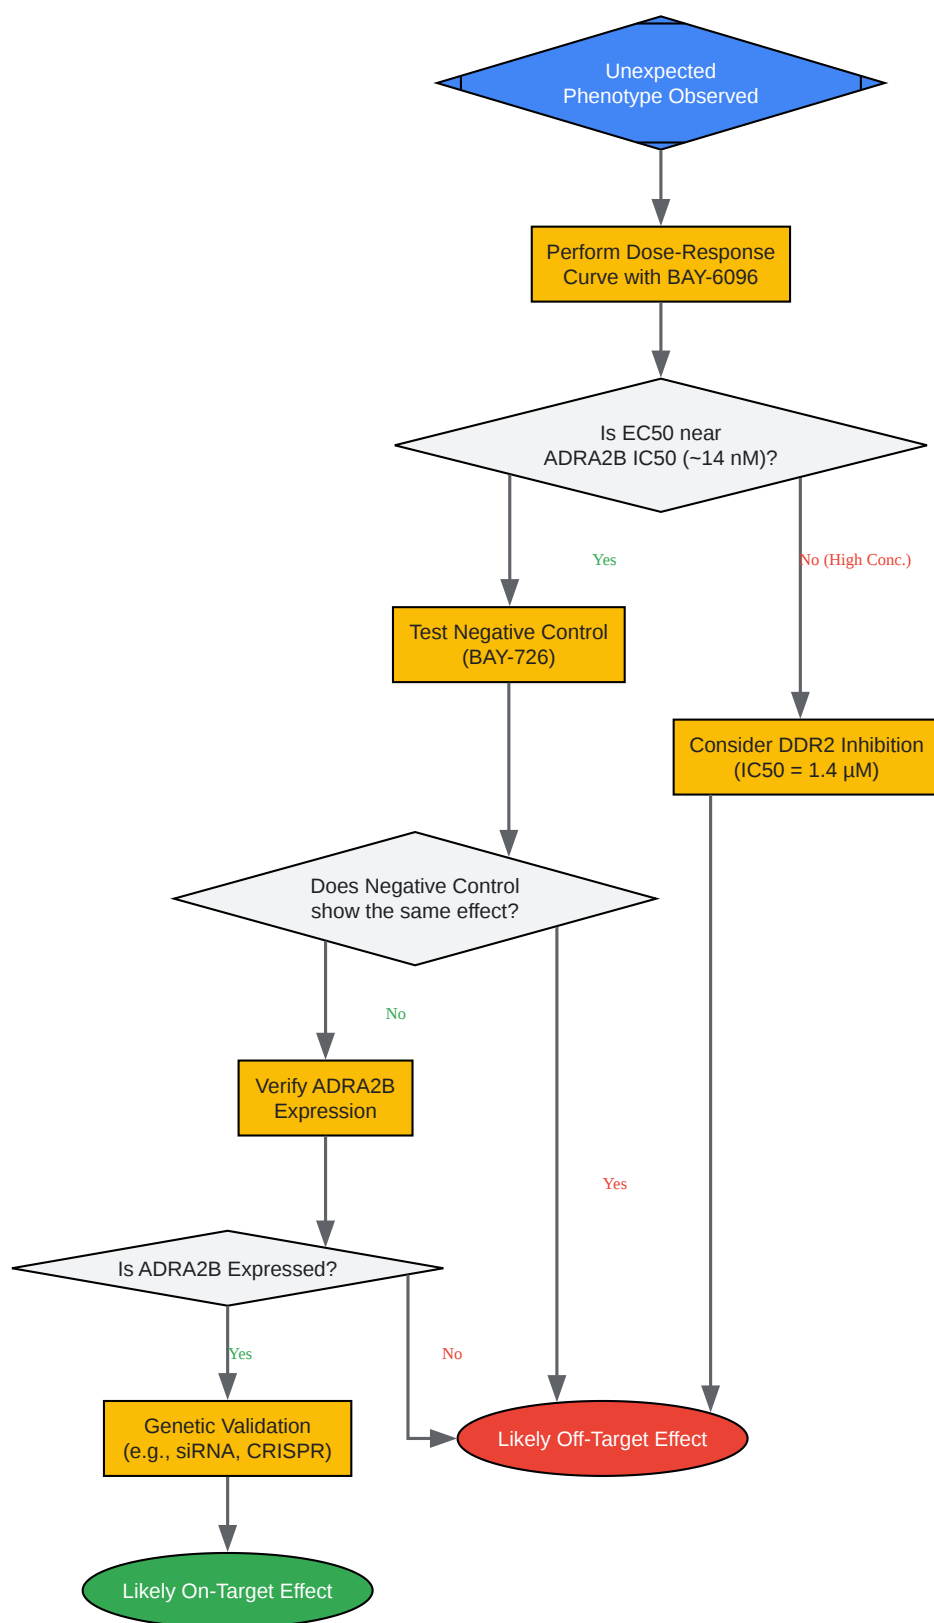 Unexpected
Phenotype Observed
Perform Dose-Response
Curve with BAY-6096
Is EC50 near
ADRA2B IC50 (~14 nM)?
Yes
No (High Conc.)
Test Negative Control
(BAY-726)
Consider DDR2 Inhibition
(IC50 = 1.4 µM)
Does Negative Control
show the same effect?
No
Verify ADRA2B
Expression
Yes
Is ADRA2B Expressed?
Yes
No
Genetic Validation
(e.g., siRNA, CRISPR)
Likely Off-Target Effect
Likely On-Target Effect